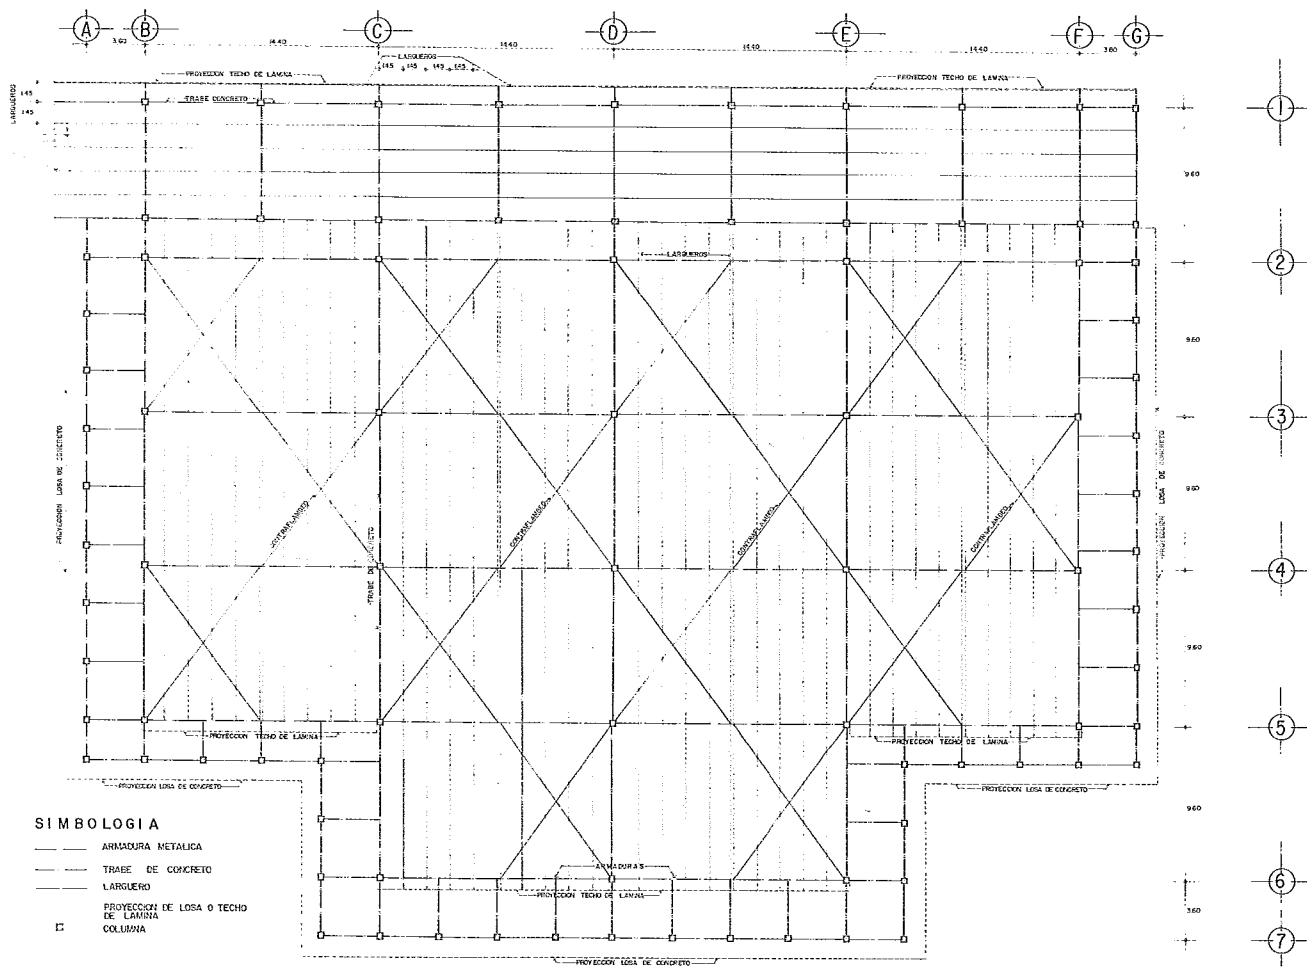 A B C D E F G
3.60 14.40 14.40 14.40 14.40 3.60
LARGUEROS
1.45 1.45 1.45 1.45
PROYECCION TECHO DE LAMINA
PROYECCION TECHO DE LAMINA
LARGUEROS
1.45
1.45
TRABE CONCRETO
1
9.60
LARGUEROS
2
9.60
3
PROYECCION LOSA DE CONCRETO
PROYECCION LOSA DE CONCRETO
9.60
CONTRAFLAMBEO
CONTRAFLAMBEO
CONTRAFLAMBEO
CONTRAFLAMBEO
TRABE DE CONCRETO
4
9.60
5
PROYECCION TECHO DE LAMINA
PROYECCION TECHO DE LAMINA
PROYECCION LOSA DE CONCRETO
PROYECCION LOSA DE CONCRETO
9.60
SIMBOLOGIA
ARMADURA METALICA
TRABE DE CONCRETO
LARGUERO
PROYECCION DE LOSA O TECHO
DE LAMINA
COLUMNA
ARMADURAS
PROYECCION TECHO DE LAMINA
6
3.60
7
PROYECCION LOSA DE CONCRETO